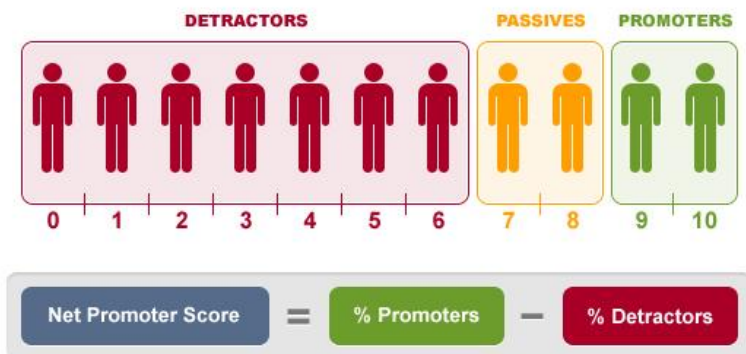 DETRACTORS PASSIVES PROMOTERS
0 1 2 3 4 5 6 7 8 9 10
Net Promoter Score = % Promoters − % Detractors